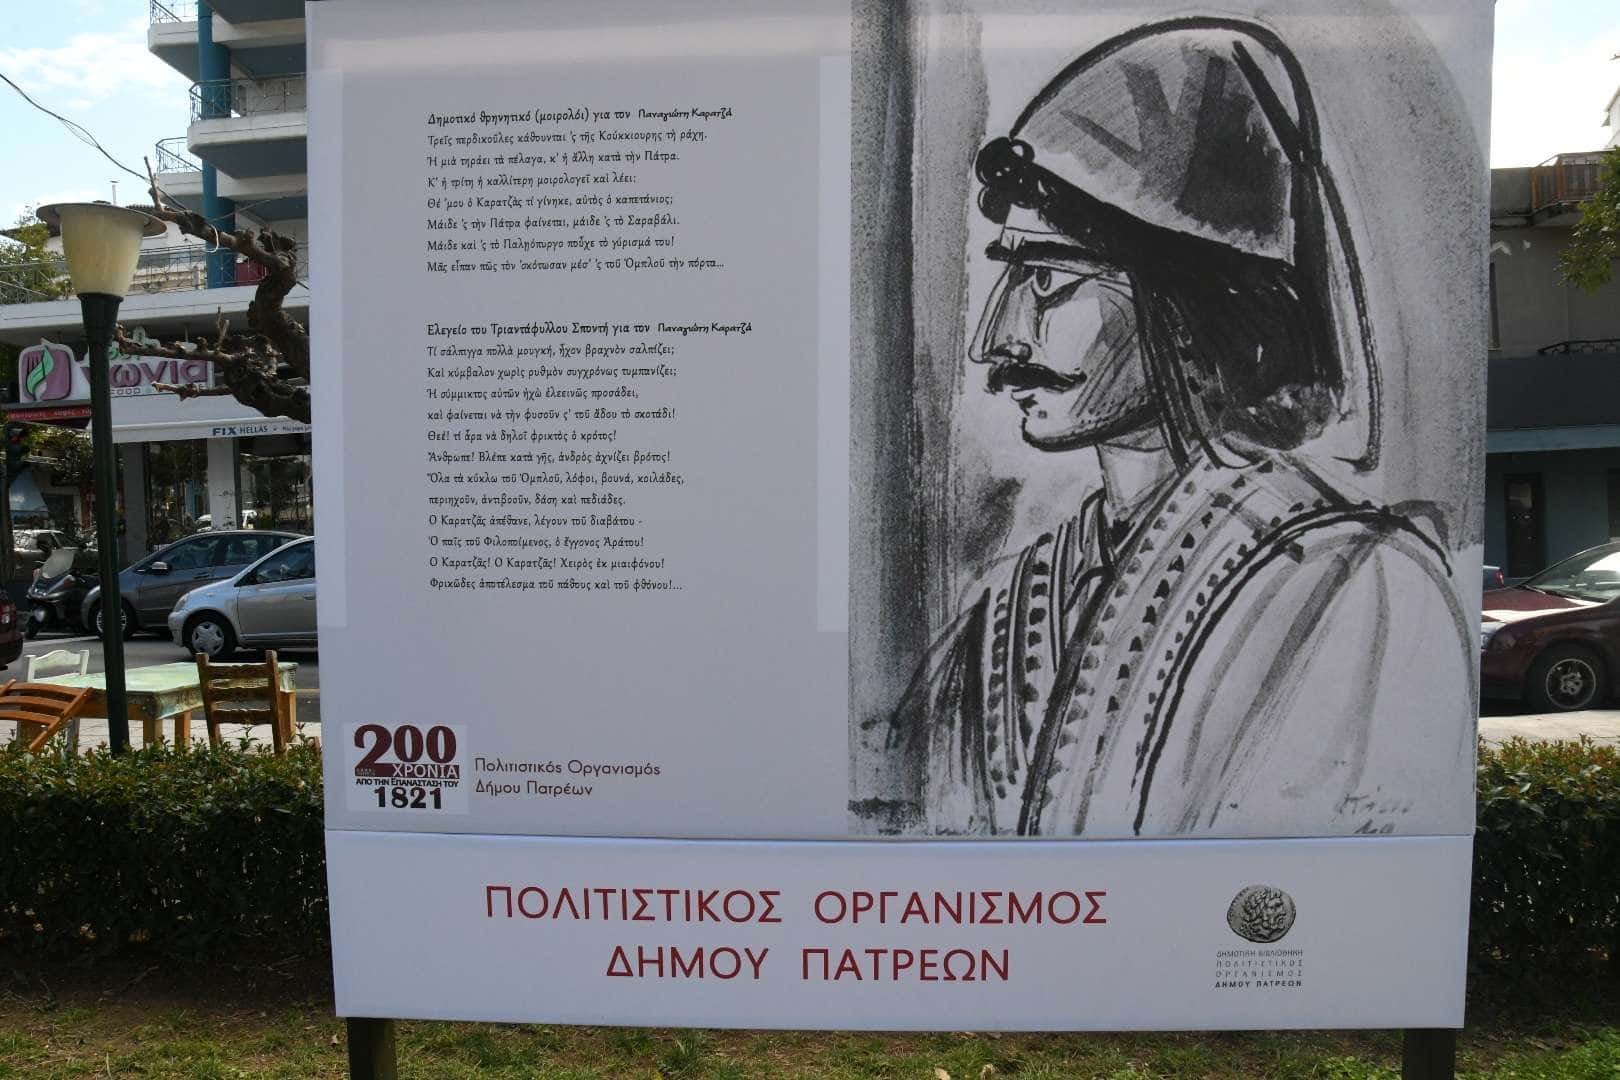 Δημοτικό θρηνητικό (μοιρολόι) για τον Παναγιώτη Καρατζά
Τρεῖς περδικοῦλες κάθουνται 'ς τῆς Κούκκιουρης τὴ ράχη.
Ἡ μιὰ τηράει τὰ πέλαγα, κ' ἡ ἄλλη κατὰ τὴν Πάτρα.
Κ' ἡ τρίτη ἡ καλλίτερη μοιρολογεῖ καὶ λέει:
Θέ 'μου ὁ Καρατζὰς τί γίνηκε, αὐτὸς ὁ καπετάνιος;
Μάιδε 'ς τὴν Πάτρα φαίνεται, μάιδε 'ς τὸ Σαραβάλι.
Μάιδε καὶ 'ς τὸ Παληόπυργο ποὖχε τὸ γύρισμά του!
Μᾶς εἶπαν πῶς τὸν 'σκότωσαν μέσ' 'ς τοῦ Ὀμπλοῦ τὴν πόρτα...
Ελεγείο του Τριαντάφυλλου Σποντή για τον Παναγιώτη Καρατζά
Τί σάλπιγγα πολλὰ μουγκή, ἦχον βραχνὸν σαλπίζει;
Καὶ κύμβαλον χωρὶς ρυθμὸν συγχρόνως τυμπανίζει;
Ἡ σύμμικτος αὐτῶν ἠχὼ ἐλεεινῶς προσάδει,
καὶ φαίνεται νὰ τὴν φυσοῦν ς' τοῦ ἄδου τὸ σκοτάδι!
Θεέ! τί ἆρα νὰ δηλοῖ φρικτὸς ὁ κρότος!
Ἄνθρωπε! Βλέπε κατὰ γῆς, ἀνδρὸς ἀχνίζει βρότος!
Ὅλα τὰ κύκλω τοῦ Ὀμπλοῦ, λόφοι, βουνά, κοιλάδες,
περιηχοῦν, ἀντιβοοῦν, δάση καὶ πεδιάδες.
Ο Καρατζᾶς ἀπέθανε, λέγουν τοῦ διαβάτου -
Ὁ παῖς τοῦ Φιλοποίμενος, ὁ ἔγγονος Ἀράτου!
Ο Καρατζᾶς! Ο Καρατζᾶς! Χειρὸς ἐκ μιαιφόνου!
Φρικῶδες ἀποτέλεσμα τοῦ πάθους καὶ τοῦ φθόνου!...
200
ΧΡΟΝΙΑ
ΑΠΟ ΤΗΝ ΕΠΑΝΑΣΤΑΣΗ ΤΟΥ
1821
Πολιτιστικός Οργανισμός
Δήμου Πατρέων
ΠΟΛΙΤΙΣΤΙΚΟΣ ΟΡΓΑΝΙΣΜΟΣ
ΔΗΜΟΥ ΠΑΤΡΕΩΝ
ΔΗΜΟΤΙΚΗ ΒΙΒΛΙΟΘΗΚΗ
ΠΟΛΙΤΙΣΤΙΚΟΣ
ΟΡΓΑΝΙΣΜΟΣ
ΔΗΜΟΥ ΠΑΤΡΕΩΝ
γωνια
FOOD
FIX HELLAS